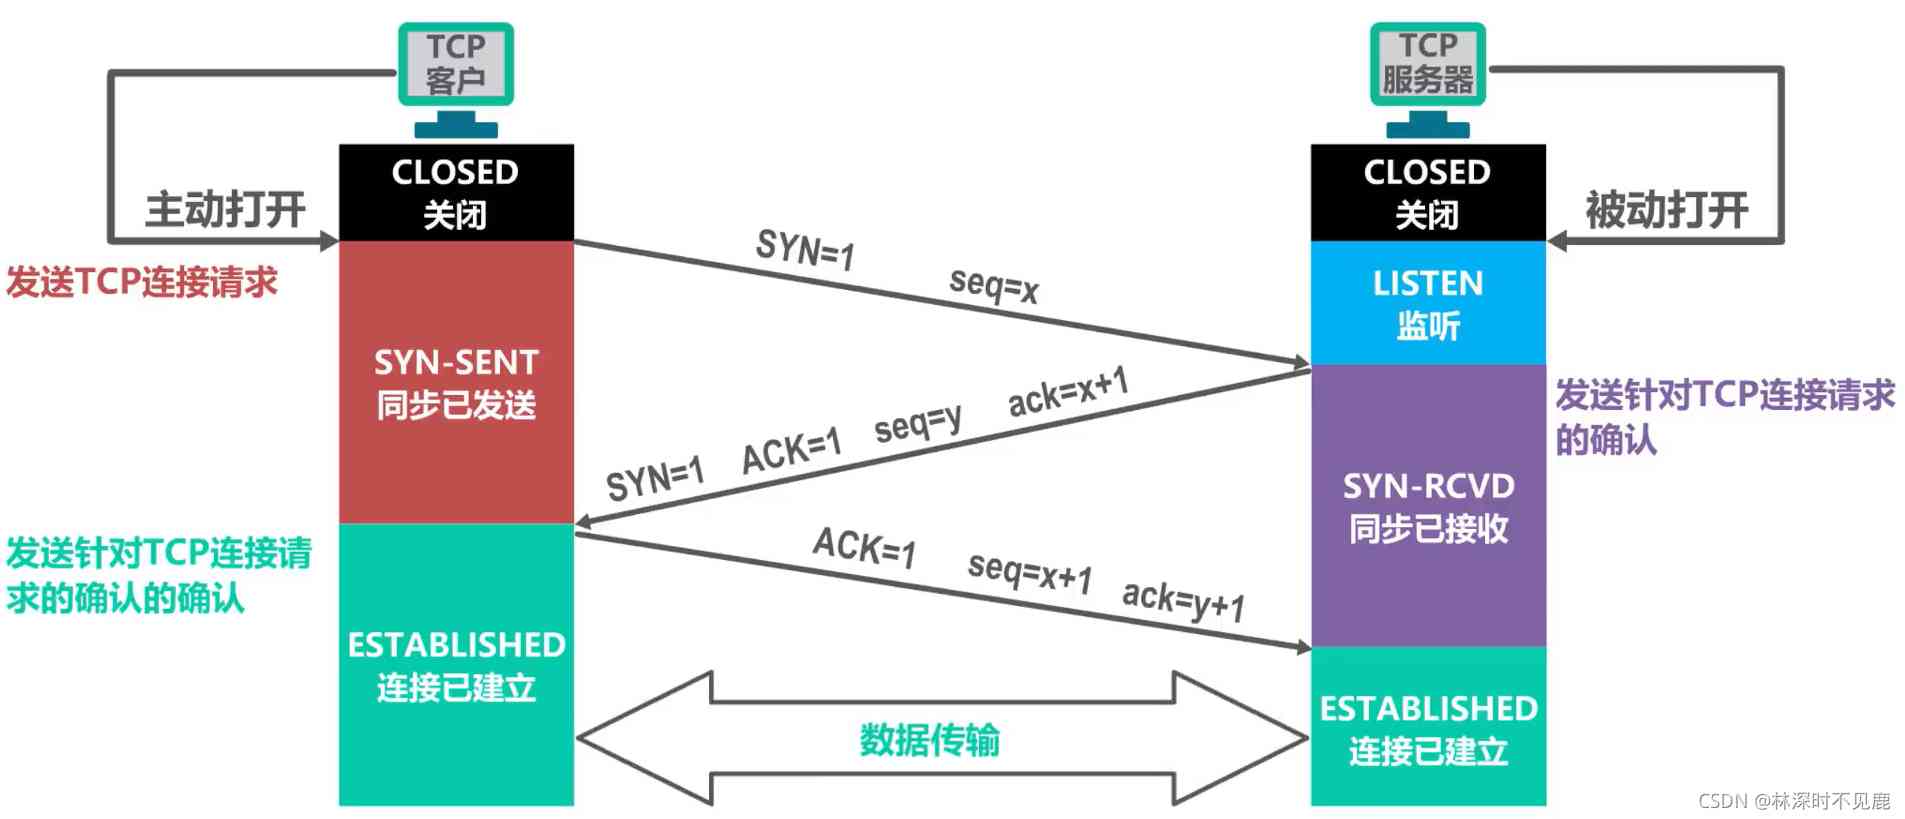 TCP
客户
TCP
服务器
CLOSED
关闭
CLOSED
关闭
主动打开
被动打开
发送TCP连接请求
SYN=1 seq=x
LISTEN
监听
SYN-SENT
同步已发送
SYN=1 ACK=1 seq=y ack=x+1
发送针对TCP连接请求
的确认
SYN-RCVD
同步已接收
发送针对TCP连接请
求的确认的确认
ACK=1 seq=x+1 ack=y+1
ESTABLISHED
连接已建立
数据传输
ESTABLISHED
连接已建立
CSDN @林深时不见鹿